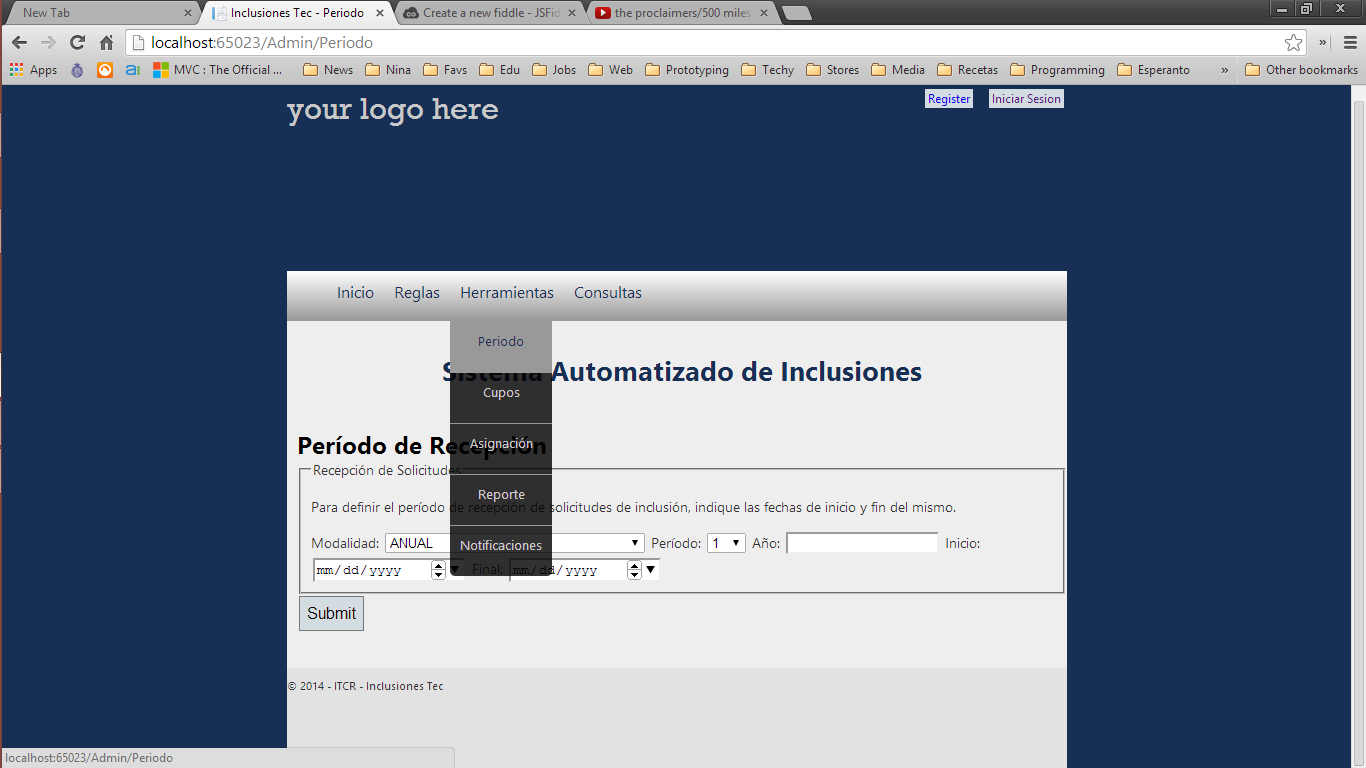 New Tab
Inclusiones Tec - Periodo
Create a new fiddle - JSFid
the proclaimers/500 miles
localhost:65023/Admin/Periodo
Apps
MVC : The Official ...
News
Nina
Favs
Edu
Jobs
Web
Prototyping
Techy
Stores
Media
Recetas
Programming
Esperanto
»
Other bookmarks
your logo here
Register
Iniciar Sesion
Inicio
Reglas
Herramientas
Consultas
Periodo
Sistema Automatizado de Inclusiones
Cupos
Período de Recepción
Asignación
Recepción de Solicitudes
Reporte
Para definir el período de recepción de solicitudes de inclusión, indique las fechas de inicio y fin del mismo.
Notificaciones
Modalidad: ANUAL Período: 1 Año: Inicio:
mm/dd/yyyy Final: mm/dd/yyyy
Submit
© 2014 - ITCR - Inclusiones Tec
localhost:65023/Admin/Periodo